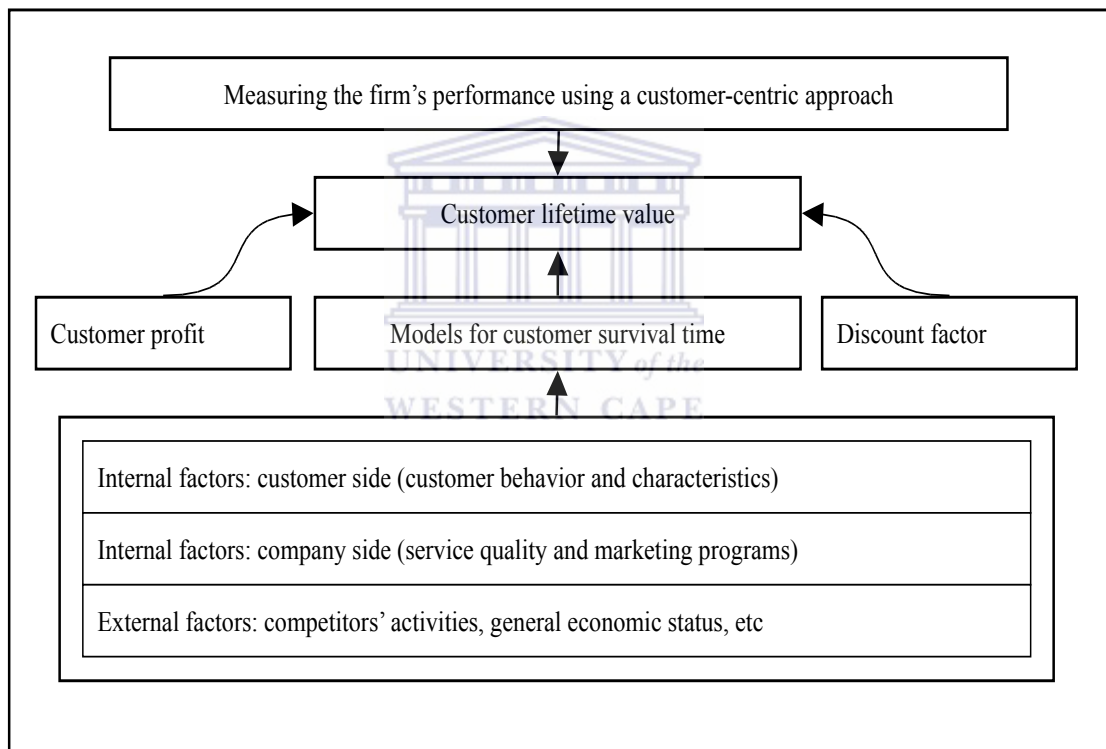 Measuring the firm’s performance using a customer-centric approach
Customer lifetime value
Customer profit
Models for customer survival time
Discount factor
UNIVERSITY of the
WESTERN CAPE
Internal factors: customer side (customer behavior and characteristics)
Internal factors: company side (service quality and marketing programs)
External factors: competitors’ activities, general economic status, etc